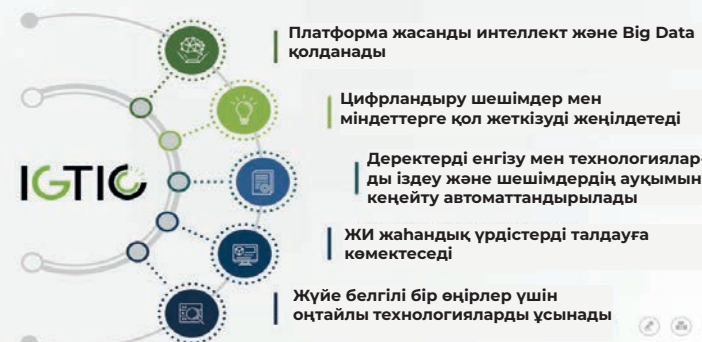 Платформа жасанды интеллект және Big Data
қолданады
Цифрландыру шешімдер мен
міндеттерге қол жеткізуді жеңілдетеді
IGTIC
Деректерді енгізу мен технологиялар-
ды іздеу және шешімдердің ауқымын
кеңейту автоматтандырылады
ЖИ жаһандық үрдістерді талдауға
көмектеседі
Жүйе белгілі бір өңірлер үшін
оңтайлы технологияларды ұсынады